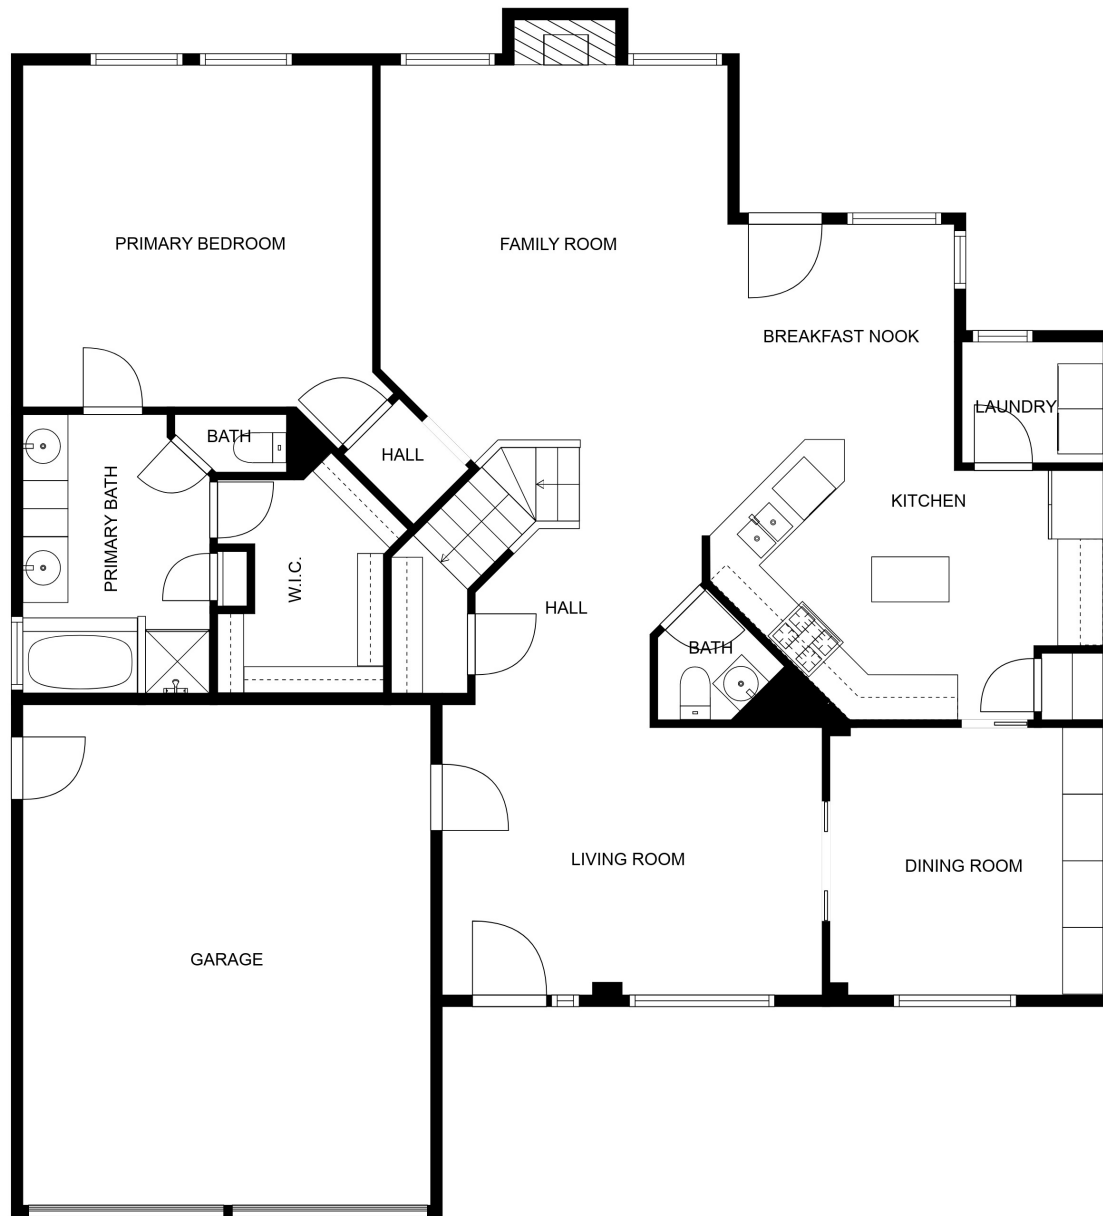 PRIMARY BEDROOM
FAMILY ROOM
BREAKFAST NOOK
LAUNDRY
BATH
HALL
PRIMARY BATH
KITCHEN
W.I.C.
HALL
BATH
LIVING ROOM
DINING ROOM
GARAGE